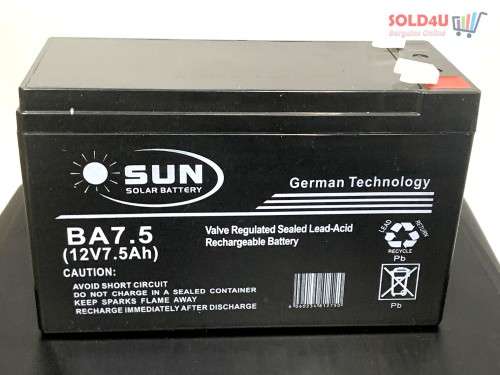 SOLD4U
Bargains Online
SUN
SOLAR BATTERY
German Technology
BA7.5
(12V7.5Ah)
Valve Regulated Sealed Lead-Acid
Rechargeable Battery
LEAD
RETURN
RECYCLE
Pb
CAUTION:
AVOID SHORT CIRCUIT
DO NOT CHARGE IN A SEALED CONTAINER
KEEP SPARKS FLAME AWAY
RECHARGE IMMEDIATELY AFTER DISCHARGE
Pb